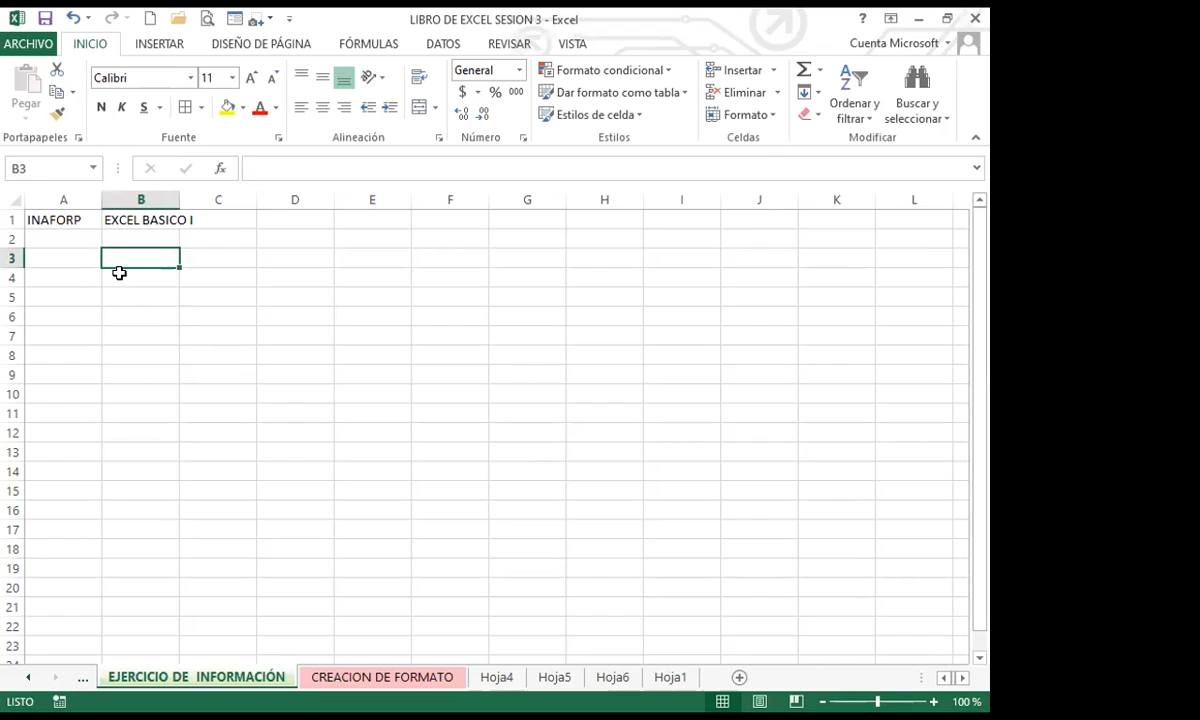 LIBRO DE EXCEL SESION 3 - Excel
?
ARCHIVO INICIO INSERTAR DISEÑO DE PÁGINA FÓRMULAS DATOS REVISAR VISTA Cuenta Microsoft
Pegar
Calibri 11 A A
N K S A
General
$ % 000
Formato condicional
Dar formato como tabla
Estilos de celda
Insertar
Eliminar
Formato
Σ
A
Z
Ordenar y
filtrar
Buscar y
seleccionar
Portapapeles Fuente Alineación Número Estilos Celdas Modificar
B3 fx
A B C D E F G H I J K L
1 INAFORP EXCEL BASICO I
2
3
4
5
6
7
8
9
10
11
12
13
14
15
16
17
18
19
20
21
22
23
24
... EJERCICIO DE INFORMACIÓN CREACION DE FORMATO Hoja4 Hoja5 Hoja6 Hoja1
LISTO 100 %